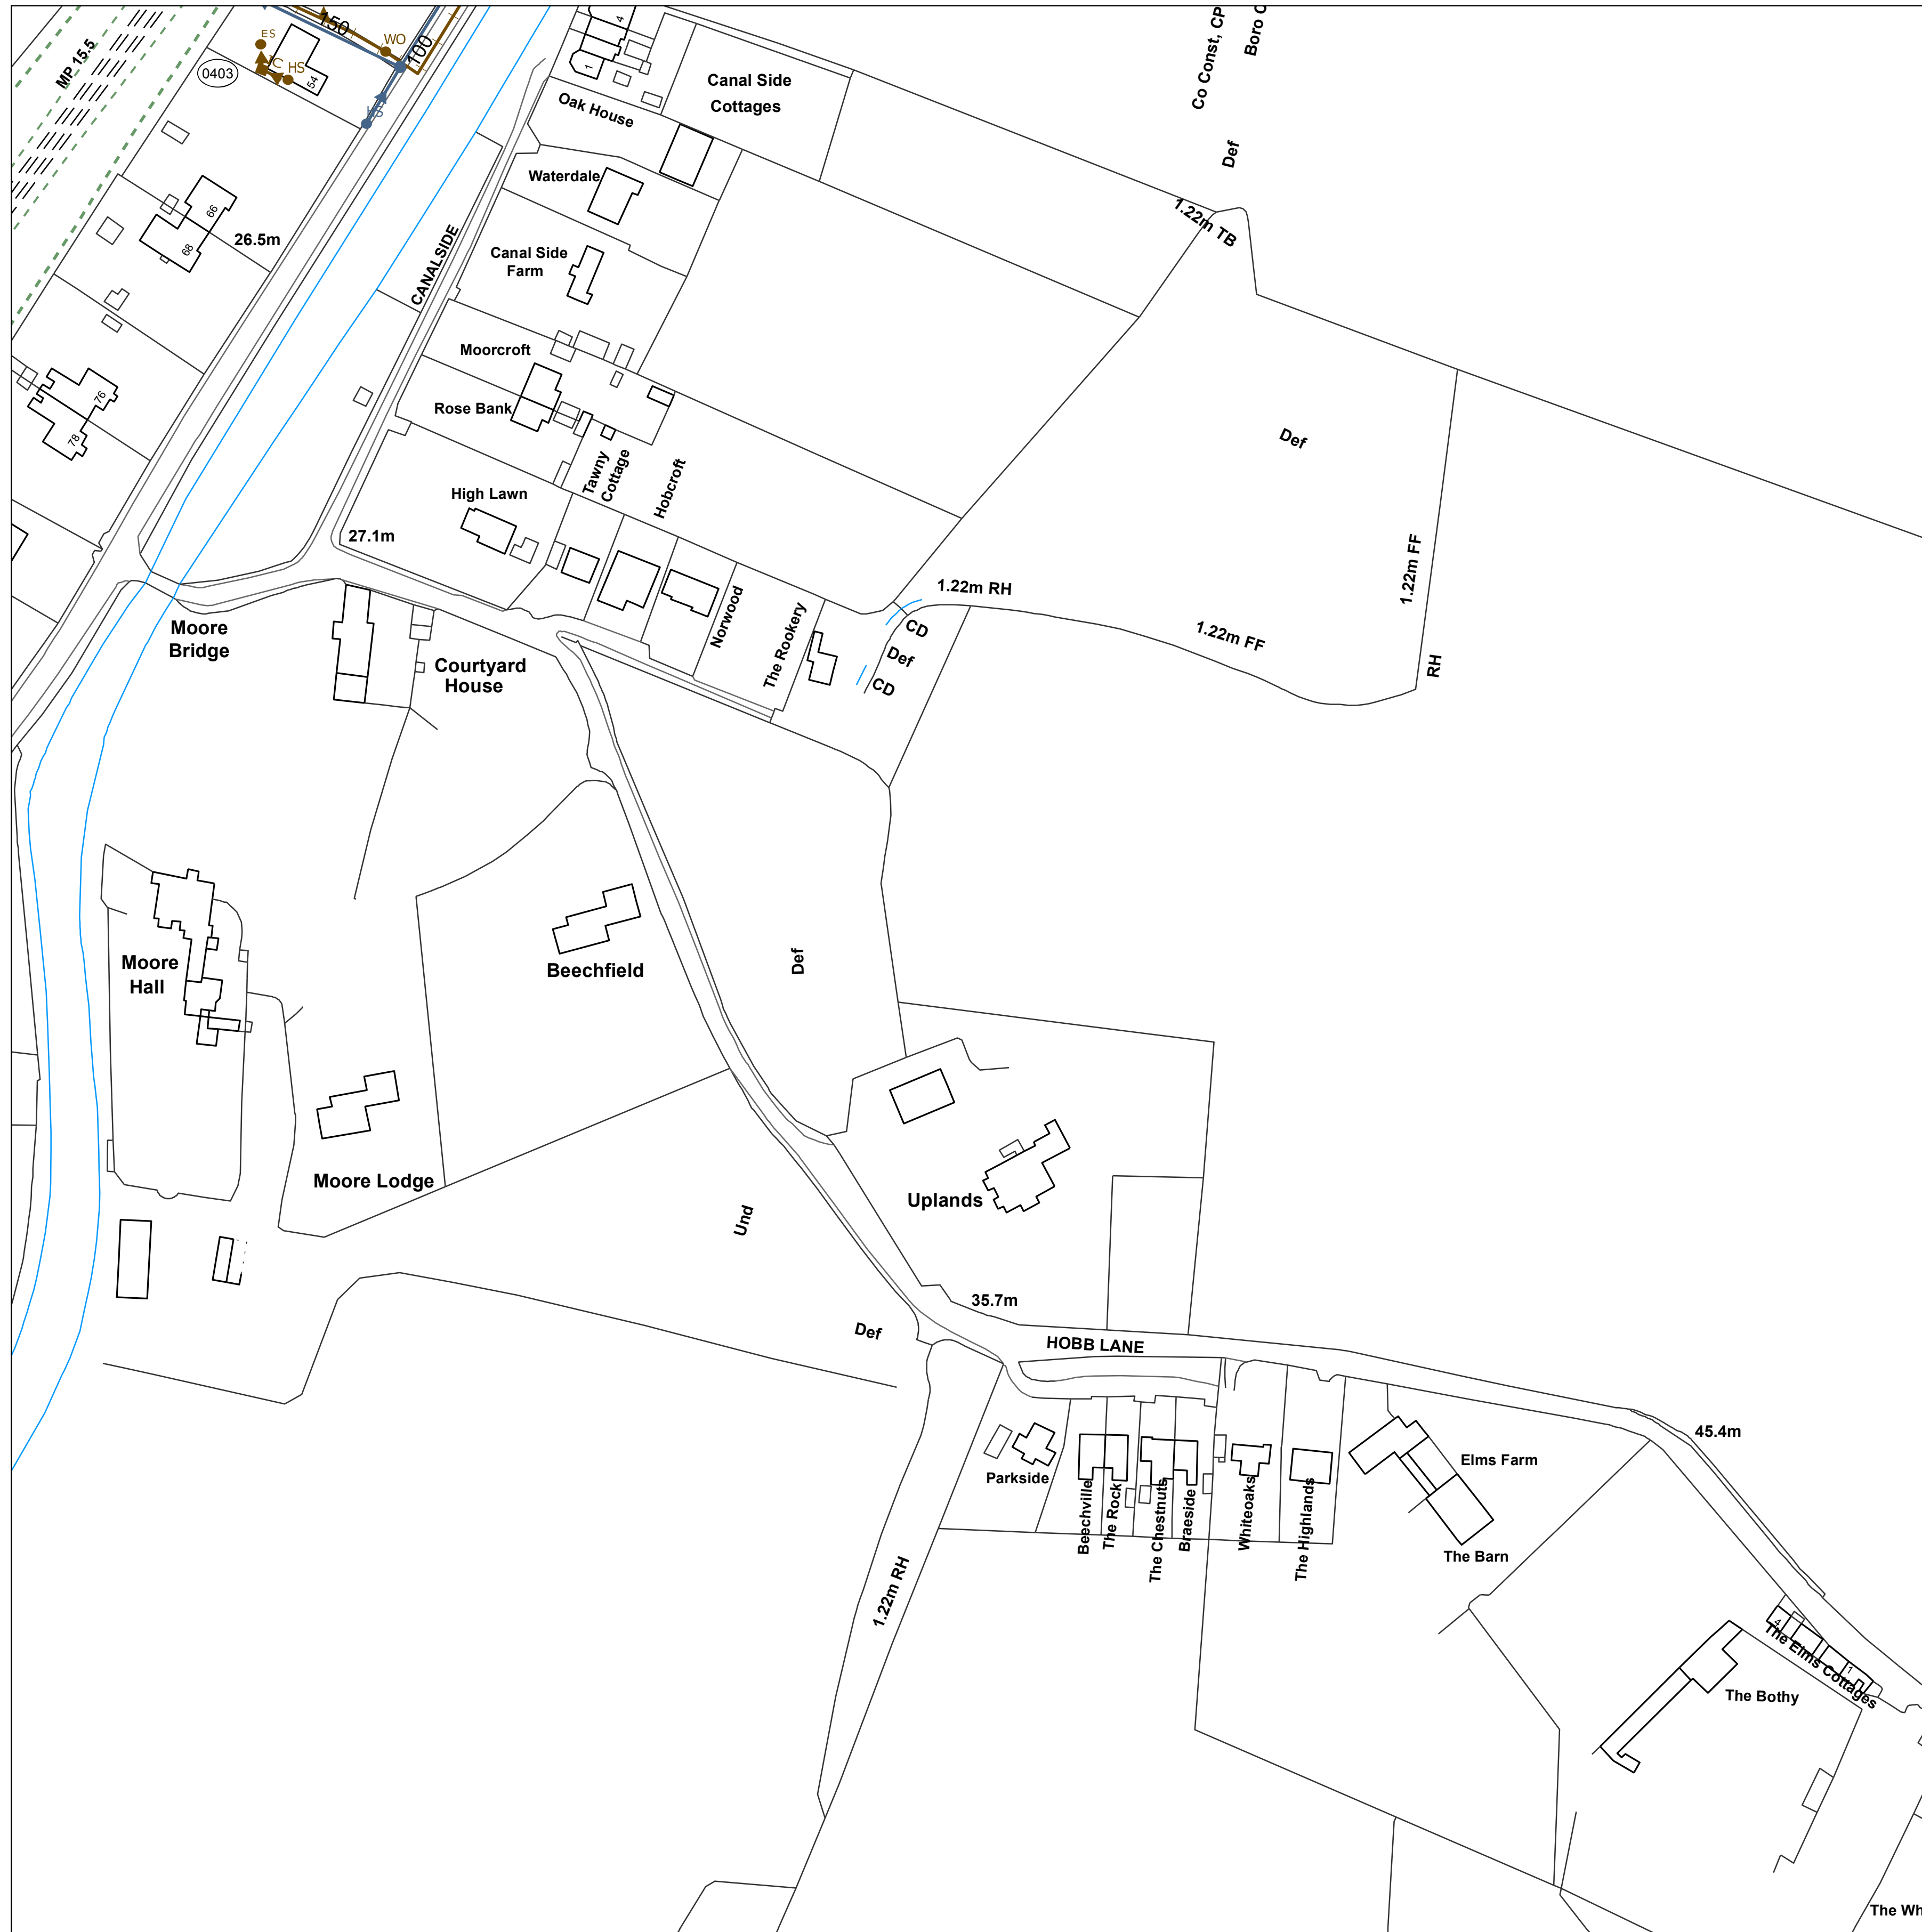 150
WO
100
ES
IC
HS
54
0403
MP 15.5
4
1
Canal Side
Cottages
Oak House
Co Const, CP
Def
1.22m TB
Waterdale
66
68
26.5m
CANALSIDE
Canal Side
Farm
Moorcroft
Rose Bank
76
78
Tawny
Cottage
Hobcroft
High Lawn
27.1m
Def
1.22m FF
1.22m RH
CD
Def
CD
1.22m FF
RH
Norwood
The Rookery
Moore
Bridge
Courtyard
House
Moore
Hall
Beechfield
Def
Moore Lodge
Und
Uplands
35.7m
Def
HOBB LANE
45.4m
Parkside
Beechville
The Rock
The Chestnuts
Braeside
Whiteoaks
The Highlands
Elms Farm
The Barn
1.22m RH
4
The Elms Cottages
1
The Bothy